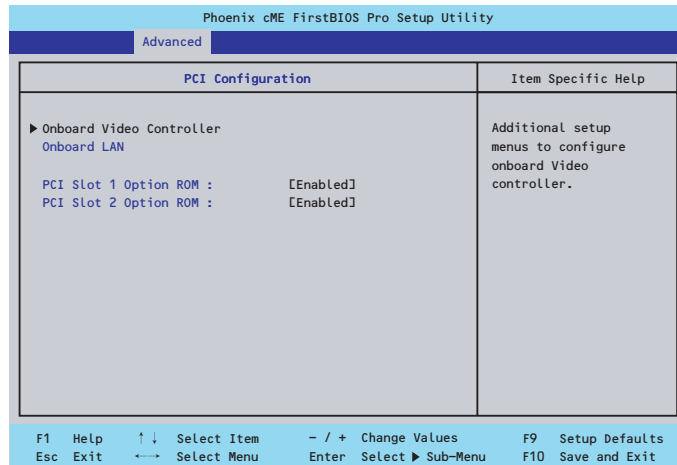 Phoenix cME FirstBIOS Pro Setup Utility
Advanced
PCI Configuration
Item Specific Help
▶ Onboard Video Controller
Onboard LAN
PCI Slot 1 Option ROM : [Enabled]
PCI Slot 2 Option ROM : [Enabled]
Additional setup
menus to configure
onboard Video
controller.
F1 Help ↑↓ Select Item - / + Change Values F9 Setup Defaults
Esc Exit ←→ Select Menu Enter Select ▶ Sub-Menu F10 Save and Exit